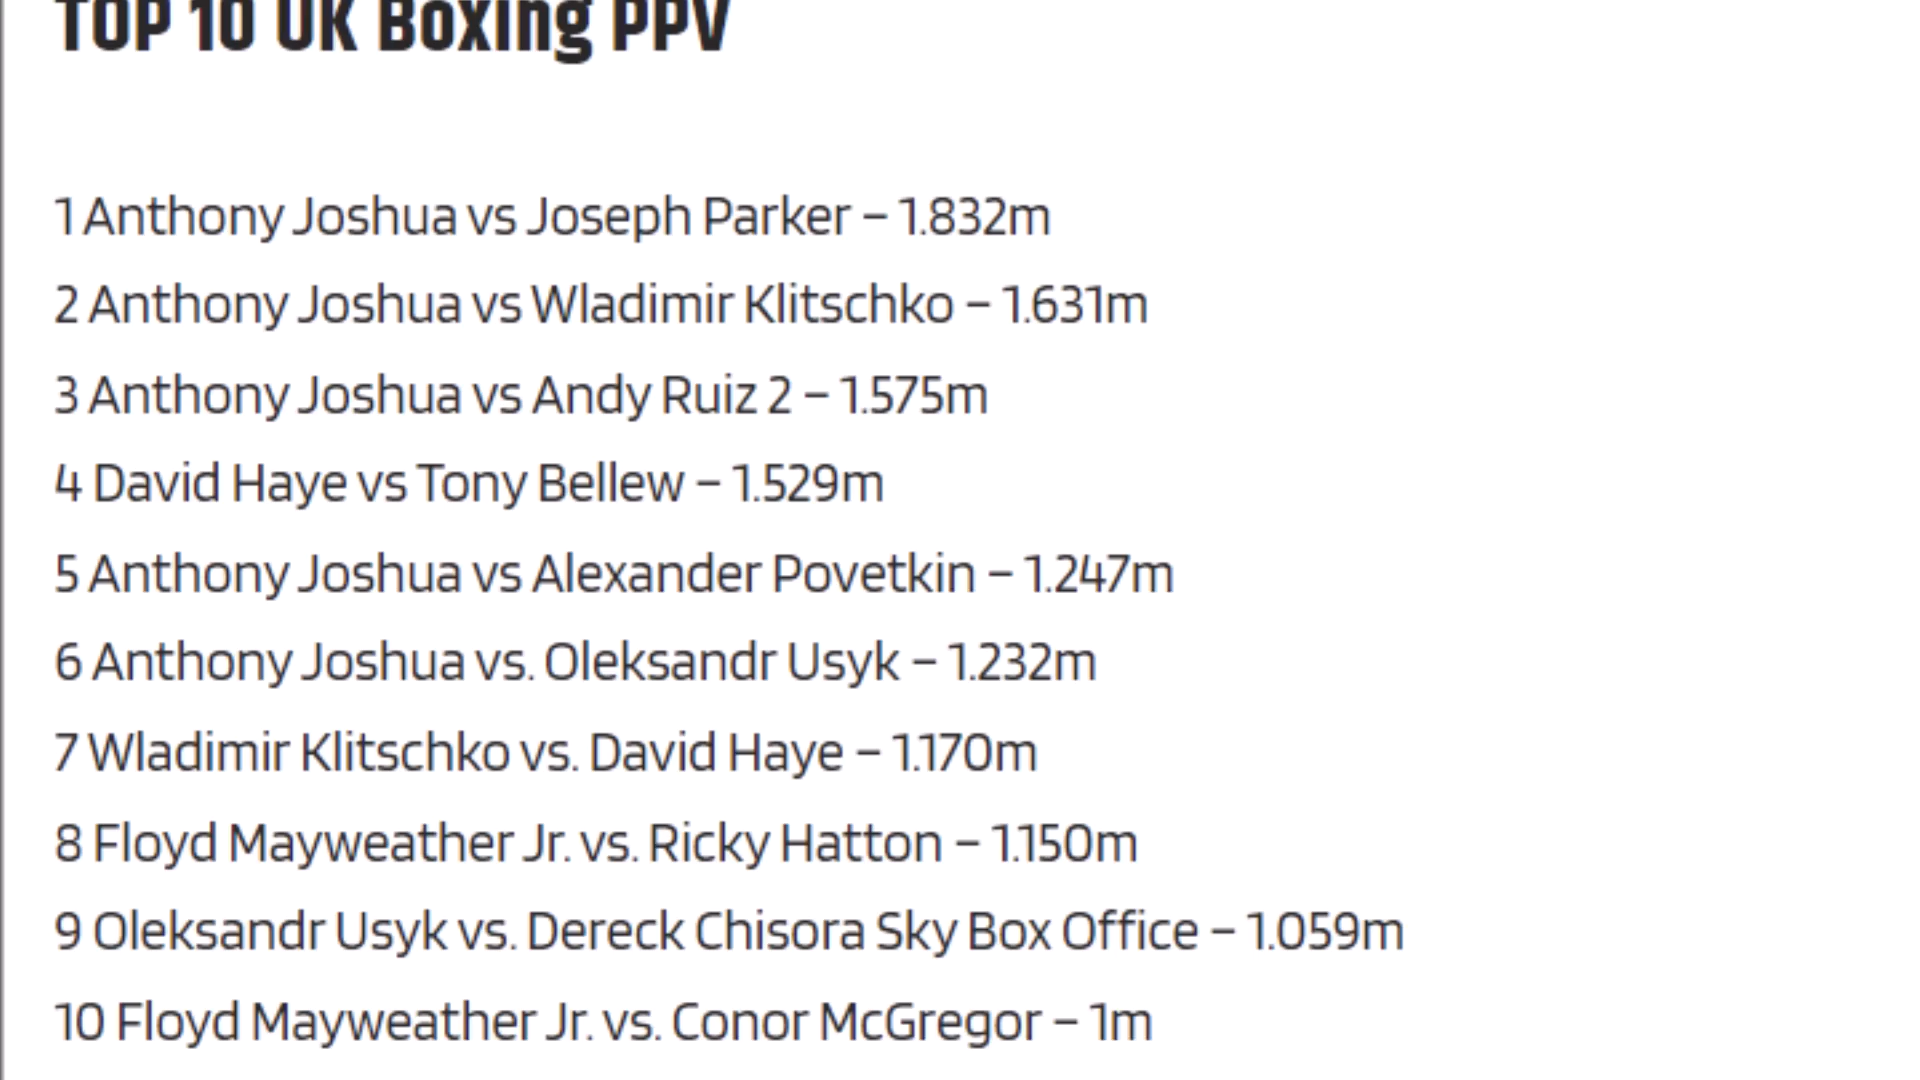 TOP 10 UK Boxing PPV
1 Anthony Joshua vs Joseph Parker – 1.832m
2 Anthony Joshua vs Wladimir Klitschko – 1.631m
3 Anthony Joshua vs Andy Ruiz 2 – 1.575m
4 David Haye vs Tony Bellew – 1.529m
5 Anthony Joshua vs Alexander Povetkin – 1.247m
6 Anthony Joshua vs. Oleksandr Usyk – 1.232m
7 Wladimir Klitschko vs. David Haye – 1.170m
8 Floyd Mayweather Jr. vs. Ricky Hatton – 1.150m
9 Oleksandr Usyk vs. Dereck Chisora Sky Box Office – 1.059m
10 Floyd Mayweather Jr. vs. Conor McGregor – 1m